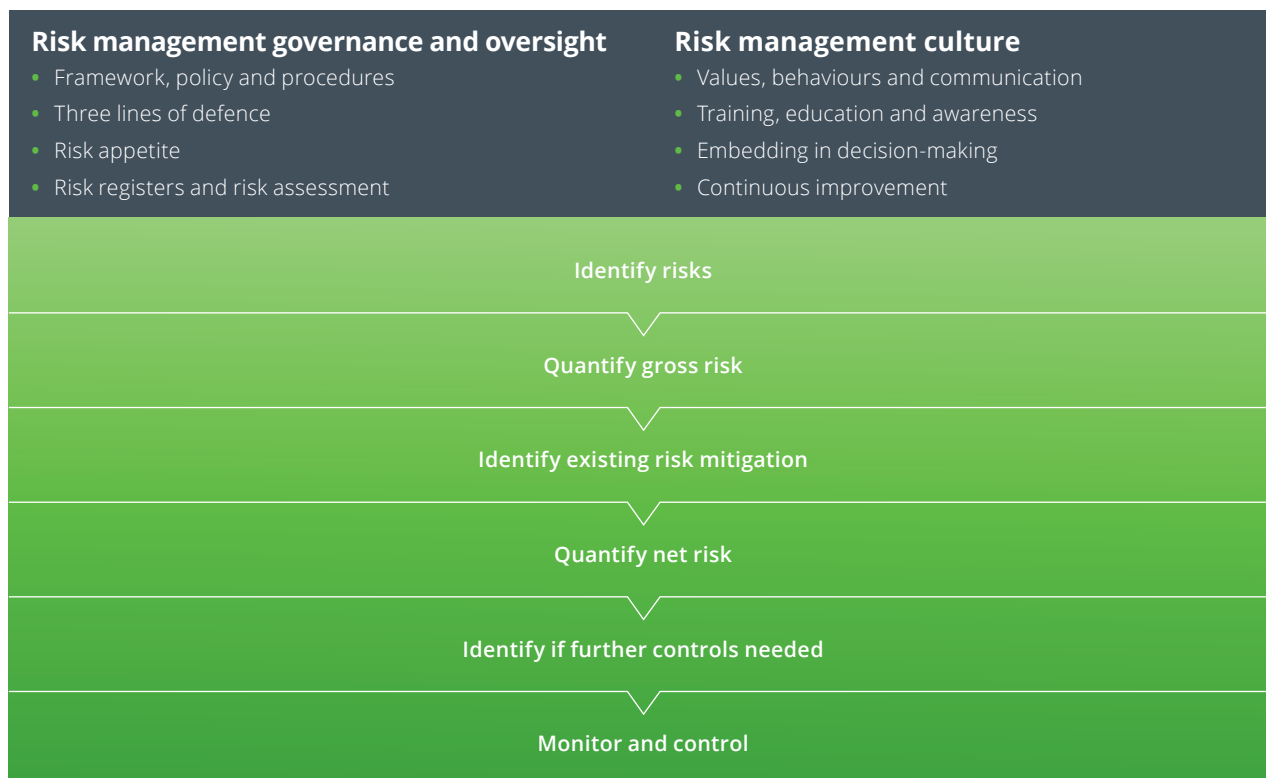 Risk management governance and oversight
• Framework, policy and procedures
• Three lines of defence
• Risk appetite
• Risk registers and risk assessment
Risk management culture
• Values, behaviours and communication
• Training, education and awareness
• Embedding in decision-making
• Continuous improvement
Identify risks
Quantify gross risk
Identify existing risk mitigation
Quantify net risk
Identify if further controls needed
Monitor and control